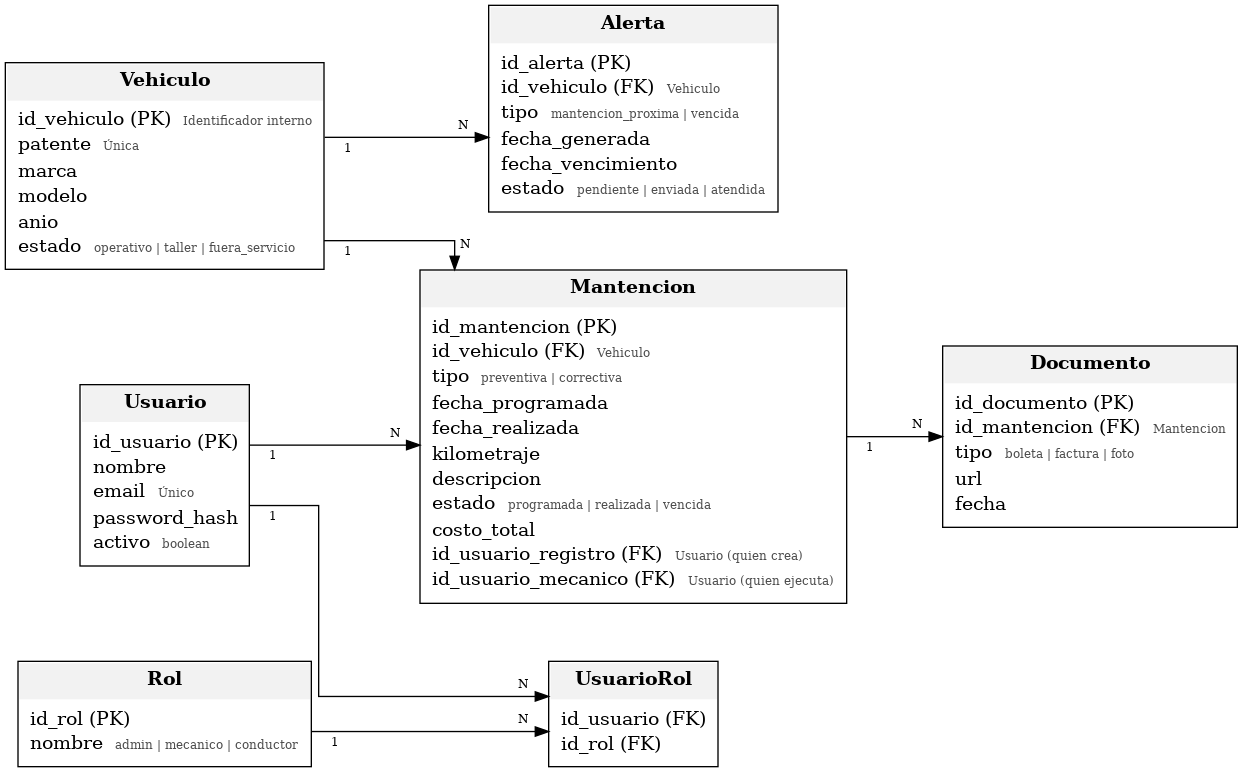 Alerta
id_alerta (PK)
id_vehiculo (FK) Vehiculo
tipo mantencion_proxima | vencida
fecha_generada
fecha_vencimiento
estado pendiente | enviada | atendida
Vehiculo
id_vehiculo (PK) Identificador interno
patente Única
marca
modelo
anio
estado operativo | taller | fuera_servicio
1
N
1
N
Mantencion
id_mantencion (PK)
id_vehiculo (FK) Vehiculo
tipo preventiva | correctiva
fecha_programada
fecha_realizada
kilometraje
descripcion
estado programada | realizada | vencida
costo_total
id_usuario_registro (FK) Usuario (quien crea)
id_usuario_mecanico (FK) Usuario (quien ejecuta)
1
N
Documento
id_documento (PK)
id_mantencion (FK) Mantencion
tipo boleta | factura | foto
url
fecha
Usuario
id_usuario (PK)
nombre
email Único
password_hash
activo boolean
1
N
1
N
Rol
id_rol (PK)
nombre admin | mecanico | conductor
1
N
UsuarioRol
id_usuario (FK)
id_rol (FK)